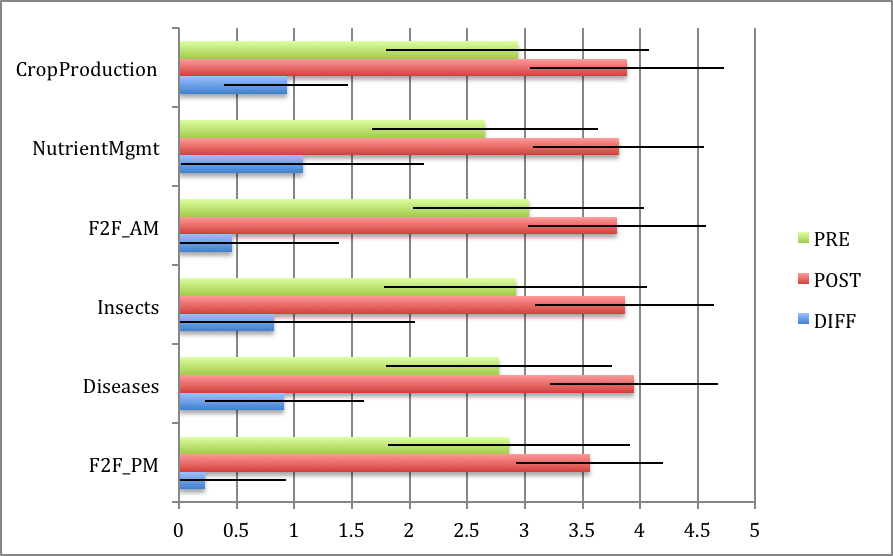 CropProduction
NutrientMgmt
F2F_AM
Insects
Diseases
F2F_PM
PRE
POST
DIFF
0 0.5 1 1.5 2 2.5 3 3.5 4 4.5 5